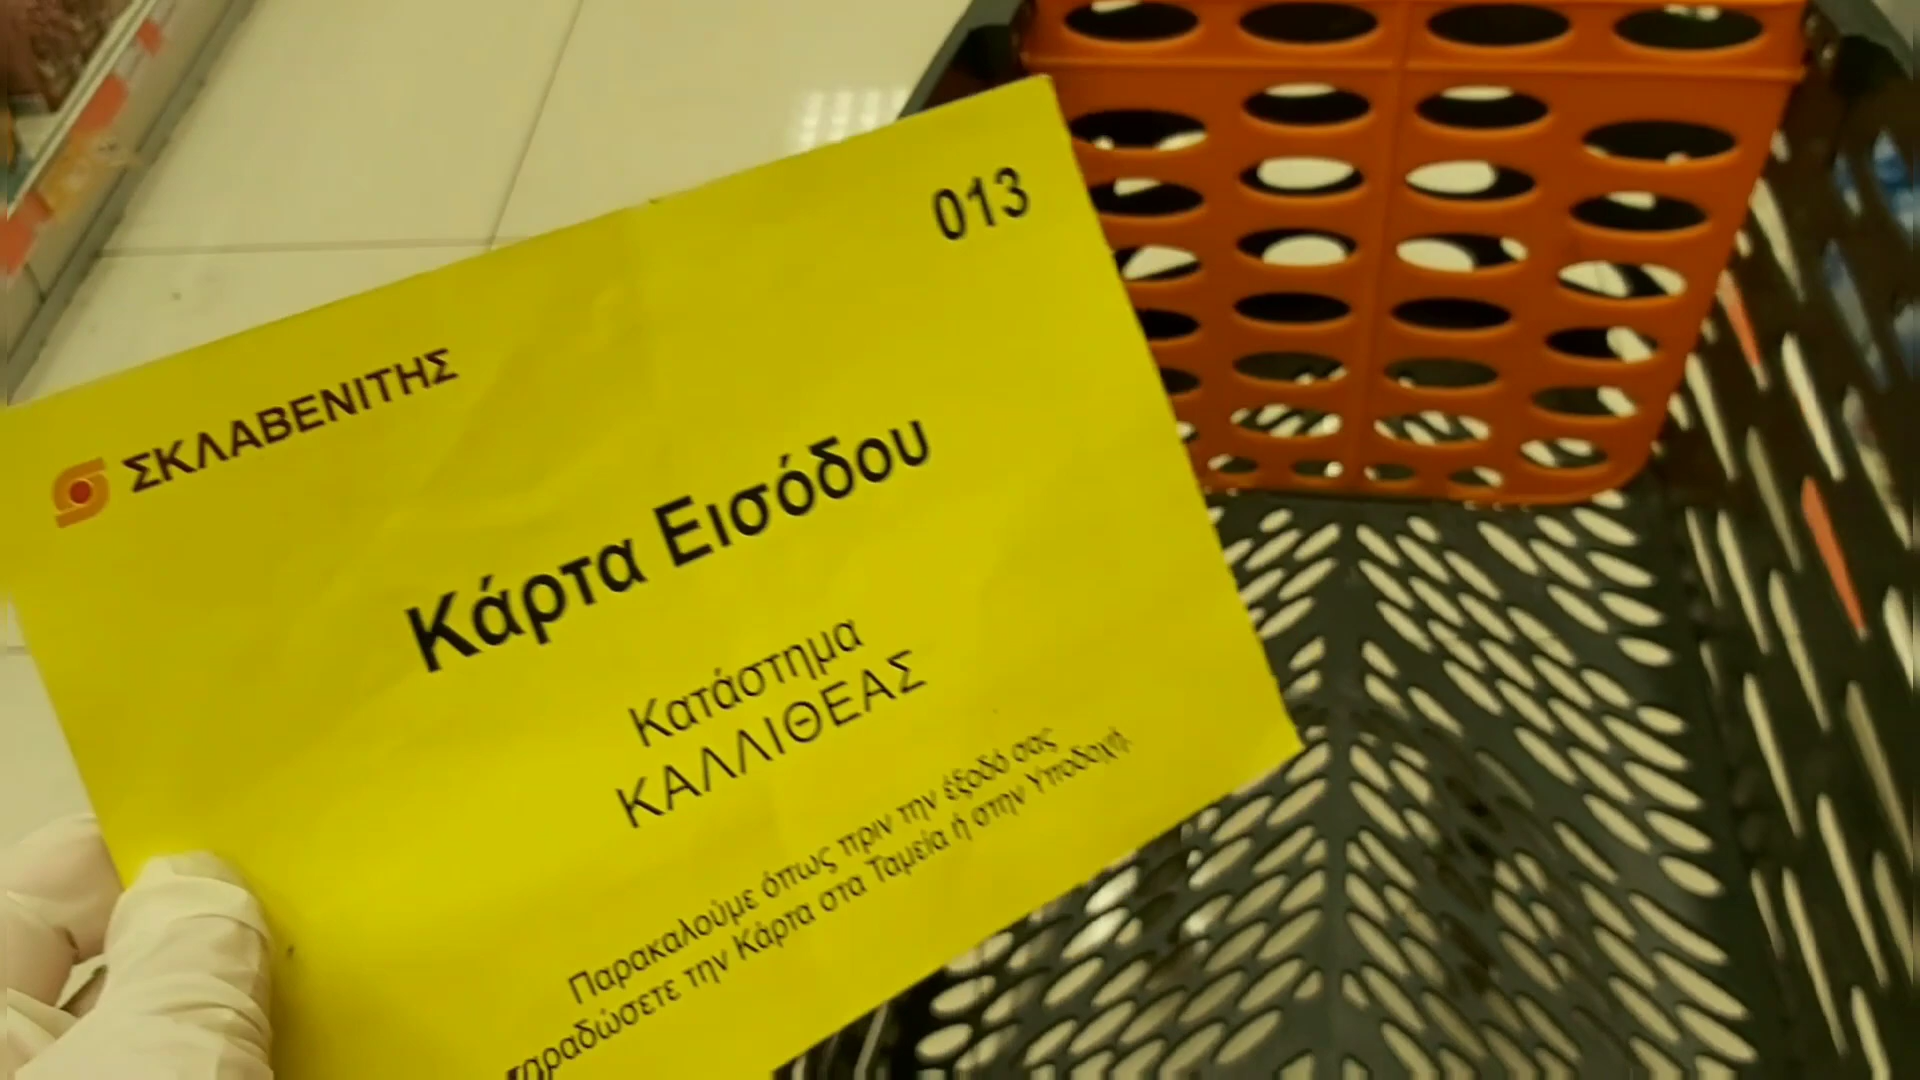 013
ΣΚΛΑΒΕΝΙΤΗΣ
Κάρτα Εισόδου
Κατάστημα
ΚΑΛΛΙΘΕΑΣ
Παρακαλούμε όπως πριν την έξοδό σας
παραδώσετε την Κάρτα στα Ταμεία ή στην Υποδοχή.